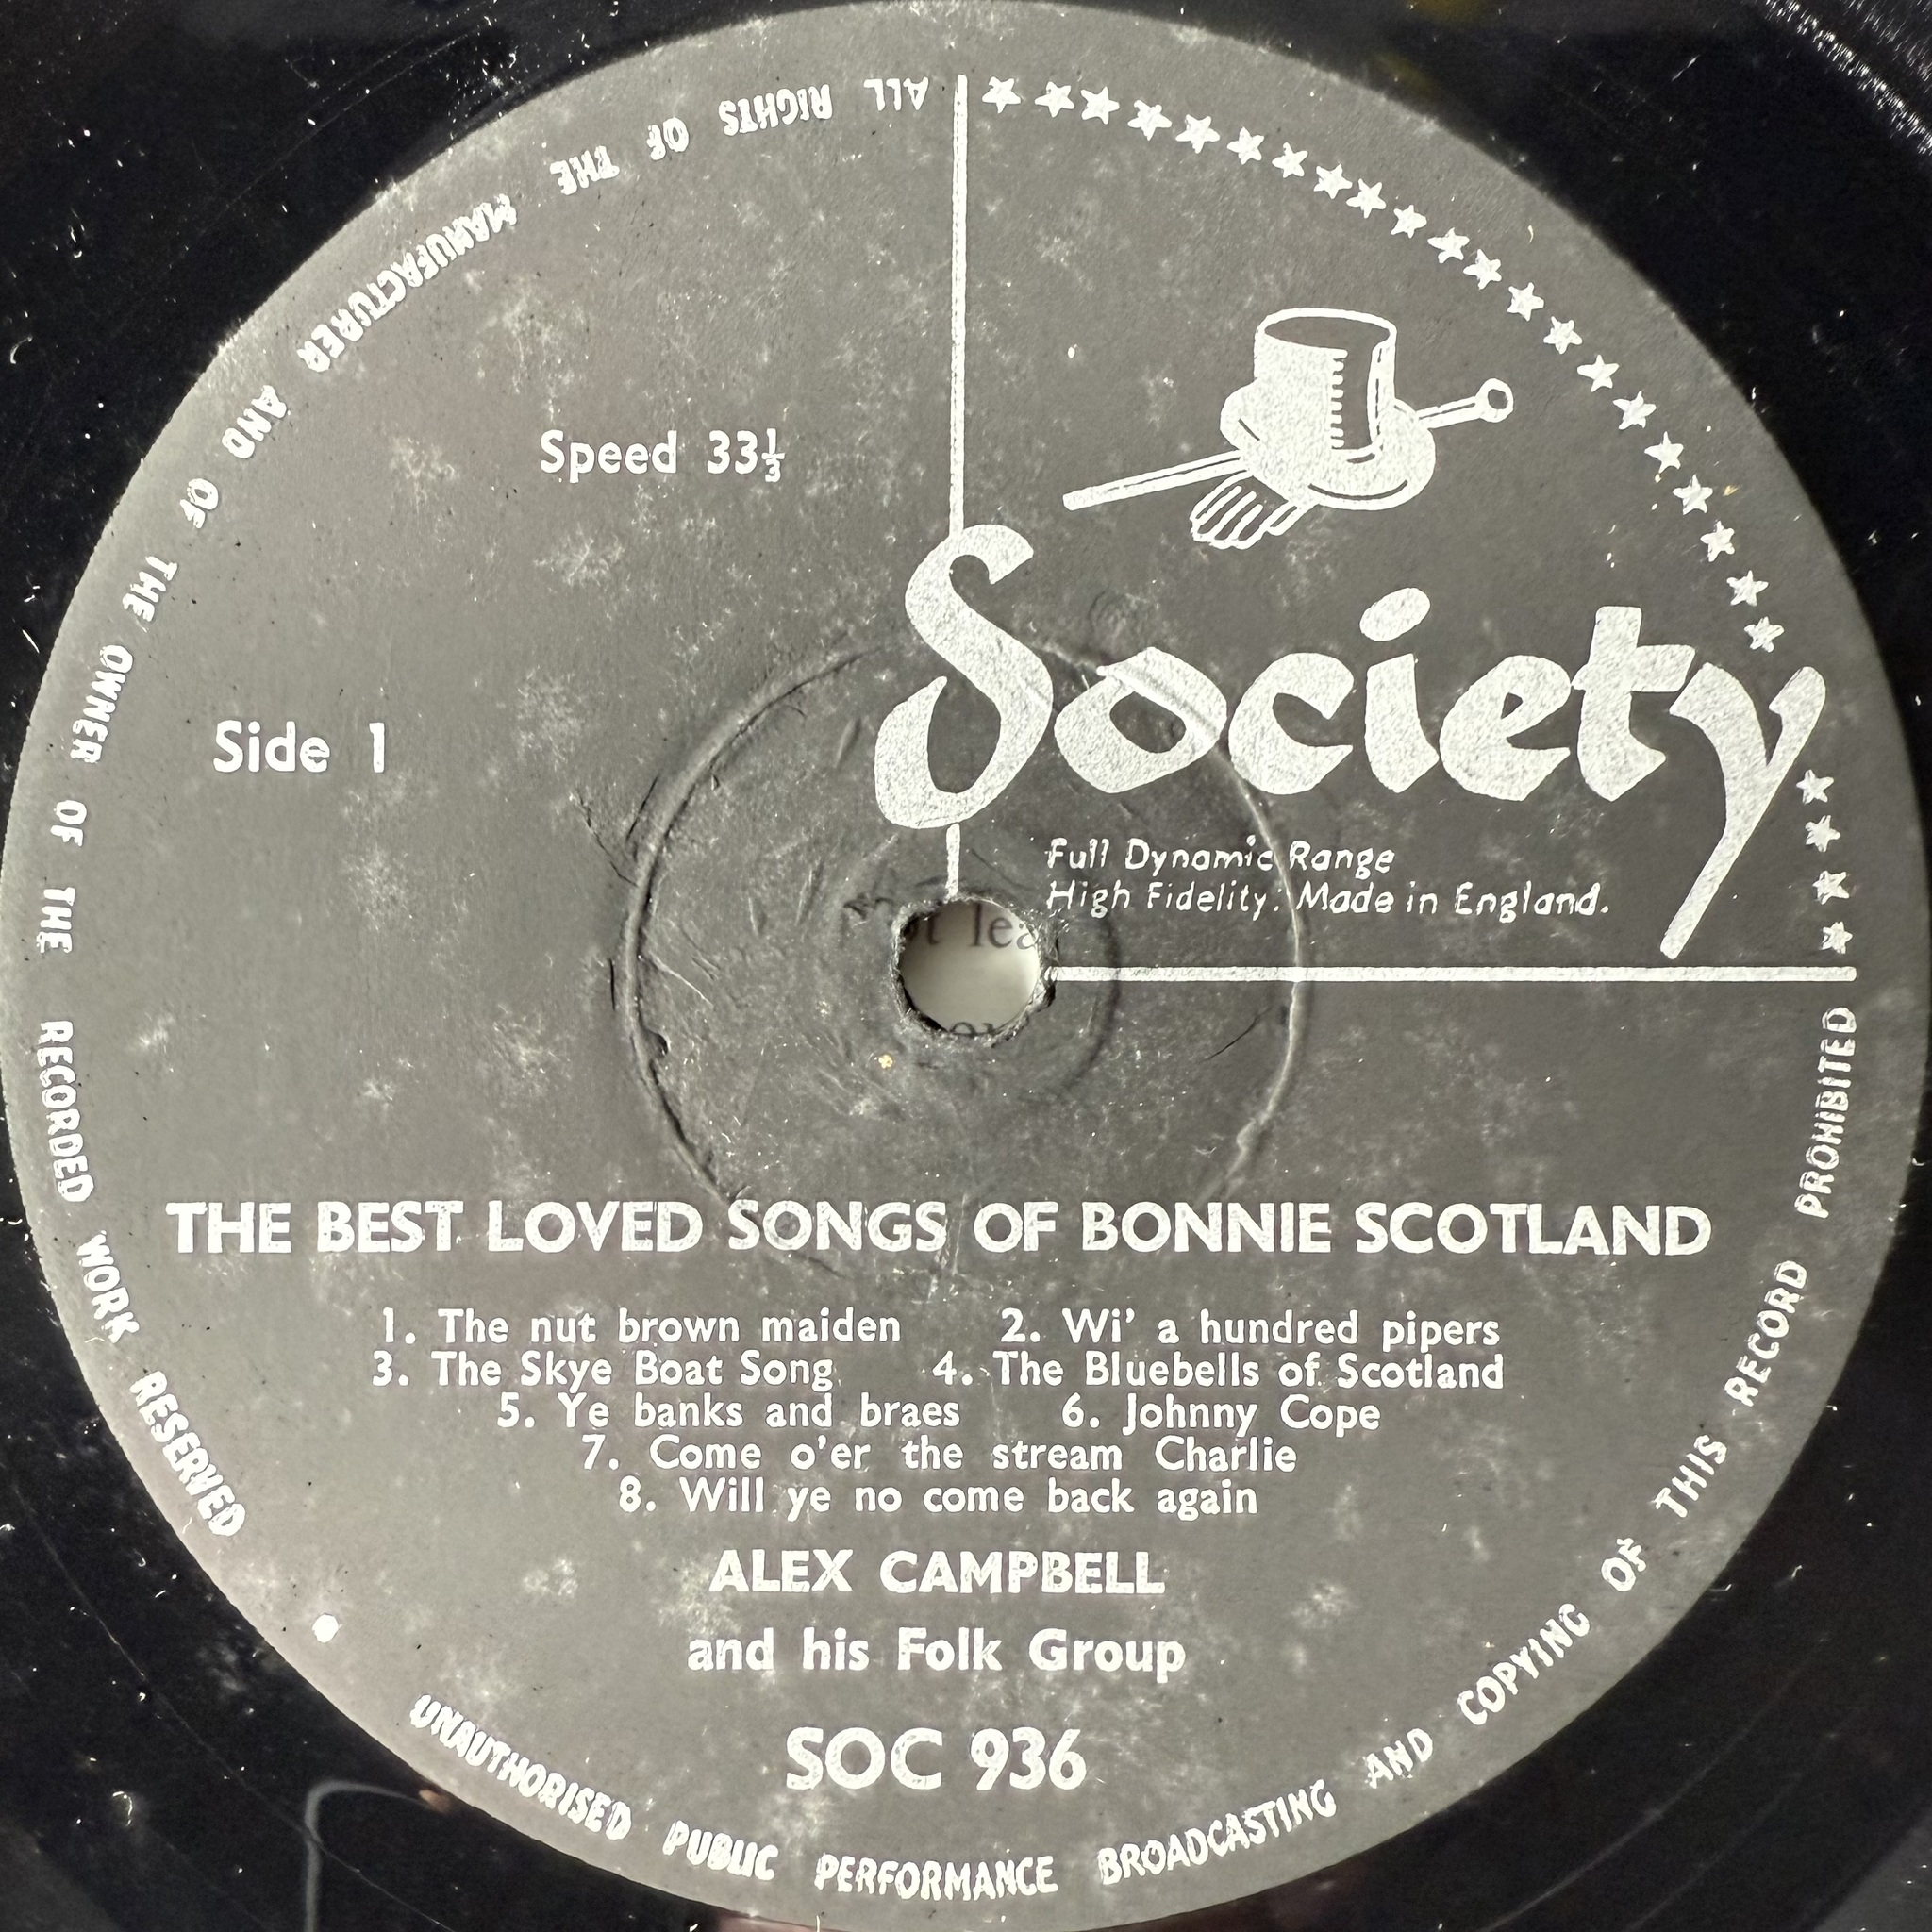 ALL RIGHTS OF THE MANUFACTURER AND OF THE OWNER OF THE RECORDED WORK RESERVED
Speed 33⅓
Society
Side 1
Full Dynamic Range
High Fidelity: Made in England.
THE BEST LOVED SONGS OF BONNIE SCOTLAND
1. The nut brown maiden 2. Wi' a hundred pipers
3. The Skye Boat Song 4. The Bluebells of Scotland
5. Ye banks and braes 6. Johnny Cope
7. Come o'er the stream Charlie
8. Will ye no come back again
ALEX CAMPBELL
and his Folk Group
SOC 936
UNAUTHORISED PUBLIC PERFORMANCE BROADCASTING AND COPYING OF THIS RECORD PROHIBITED